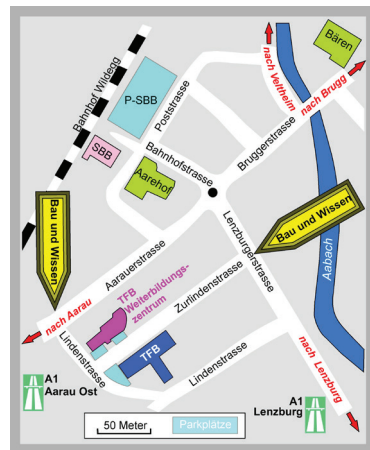 Bären
nach Veltheim
nach Brugg
Bahnhof Wildegg
P-SBB
Poststrasse
Bruggerstrasse
SBB
Bahnhofstrasse
Aarehof
Bau und Wissen
Bau und Wissen
Lenzburgerstrasse
Aabach
Aarauerstrasse
TFB
Weiterbildungs-
zentrum
Zurlindenstrasse
nach Aarau
Lindenstrasse
TFB
Lindenstrasse
nach Lenzburg
A1
Aarau Ost
A1
Lenzburg
50 Meter
Parkplätze